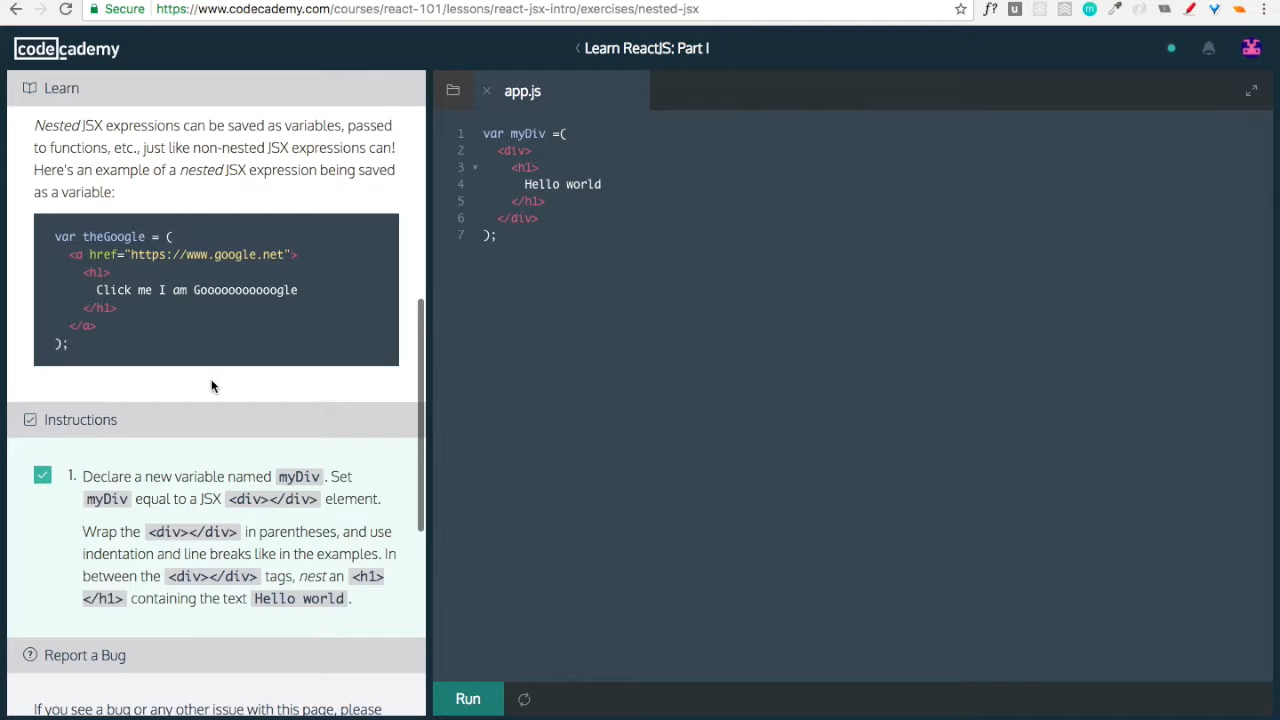 Secure
https://www.codecademy.com/courses/react-101/lessons/react-jsx-intro/exercises/nested-jsx
f?
u
m
codecademy
Learn ReactJS: Part I
Learn
Nested JSX expressions can be saved as variables, passed
to functions, etc., just like non-nested JSX expressions can!
Here's an example of a nested JSX expression being saved
as a variable:
var theGoogle = (
<a href="https://www.google.net">
<h1>
Click me I am Goooooooooogle
</h1>
</a>
);
Instructions
1. Declare a new variable named myDiv. Set
myDiv equal to a JSX <div></div> element.
Wrap the <div></div> in parentheses, and use
indentation and line breaks like in the examples. In
between the <div></div> tags, nest an <h1>
</h1> containing the text Hello world.
Report a Bug
If you see a bug or any other issue with this page, please
app.js
1 var myDiv =(
2 <div>
3 <h1>
4 Hello world
5 </h1>
6 </div>
7 );
Run